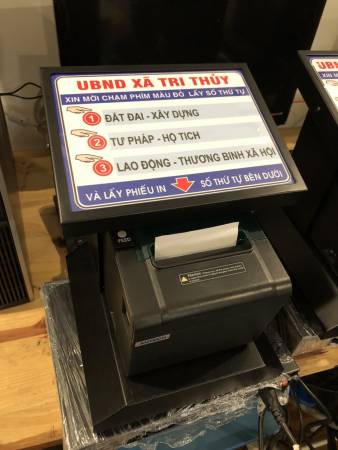 UBND XÃ TRI THỦY
XIN MỜI CHẠM PHÍM MÀU ĐỎ LẤY SỐ THỨ TỰ
1 ĐẤT ĐAI - XÂY DỰNG
2 TƯ PHÁP - HỘ TỊCH
3 LAO ĐỘNG - THƯƠNG BINH XÃ HỘI
VÀ LẤY PHIẾU IN SỐ THỨ TỰ BÊN DƯỚI
FEED